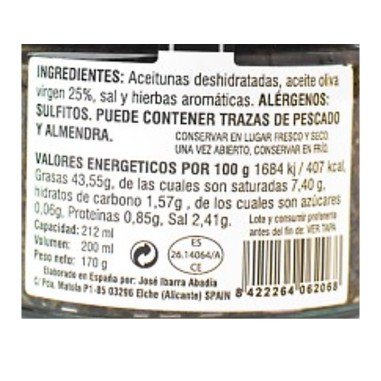 INGREDIENTES: Aceitunas deshidratadas, aceite oliva
virgen 25%, sal y hierbas aromáticas. ALÉRGENOS:
SULFITOS. PUEDE CONTENER TRAZAS DE PESCADO
Y ALMENDRA.
CONSERVAR EN LUGAR FRESCO Y SECO.
UNA VEZ ABIERTO, CONSERVAR EN FRÍO.
VALORES ENERGETICOS POR 100 g 1684 kj / 407 kcal,
Grasas 43,55g, de las cuales son saturadas 7,40 g,
hidratos de carbono 1,57g , de los cuales son azúcares
0,06g, Proteinas 0,85g, Sal 2,41g.
Capacidad: 212 ml
Volumen: 200 ml
Peso neto: 170 g
ES
26.14064/A
CE
Lote y consumir preferente
antes del fin de: VER TAPA
Elaborado en España por: José Ibarra Abadía
C/ Pda. Matola P1-85 03296 Elche (Alicante) SPAIN
8 422264 062068